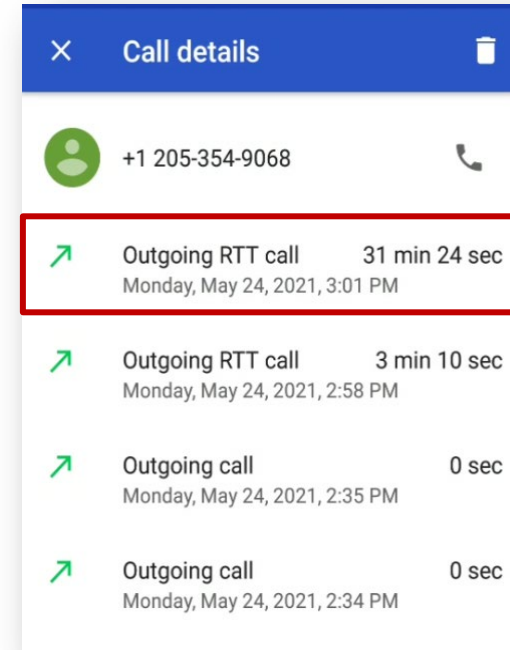 Call details
+1 205-354-9068
Outgoing RTT call 31 min 24 sec
Monday, May 24, 2021, 3:01 PM
Outgoing RTT call 3 min 10 sec
Monday, May 24, 2021, 2:58 PM
Outgoing call 0 sec
Monday, May 24, 2021, 2:35 PM
Outgoing call 0 sec
Monday, May 24, 2021, 2:34 PM